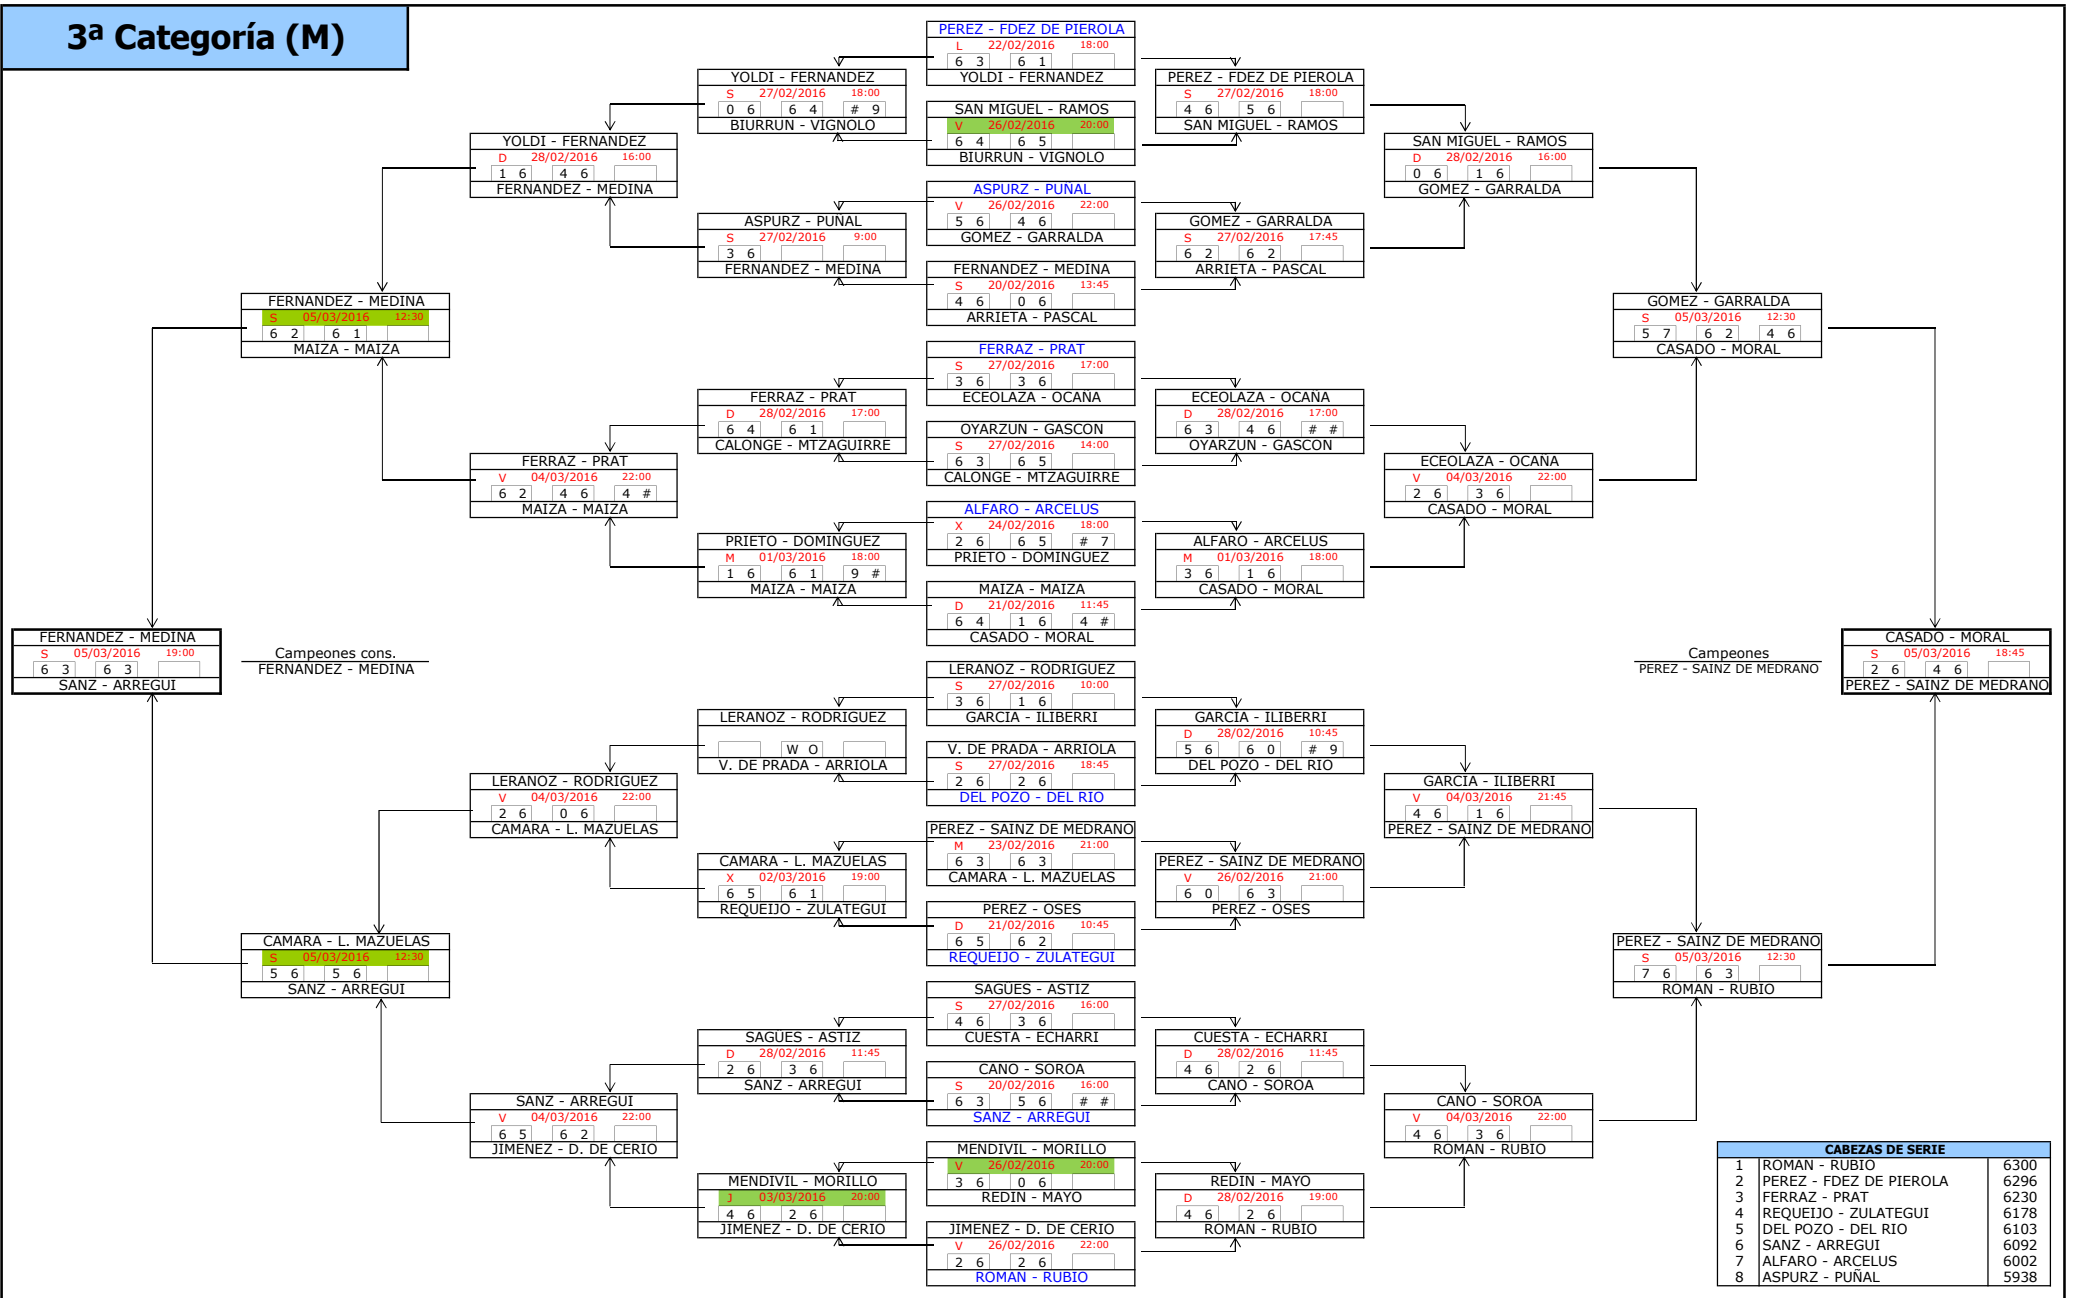 3ª Categoría (M)
FERNANDEZ - MEDINA
S 05/03/2016 19:00
6 3 6 3
SANZ - ARREGUI
Campeones cons.
FERNANDEZ - MEDINA
FERNANDEZ - MEDINA
S 05/03/2016 12:30
6 2 6 1
MAIZA - MAIZA
CAMARA - L. MAZUELAS
S 05/03/2016 12:30
5 6 5 6
SANZ - ARREGUI
YOLDI - FERNANDEZ
D 28/02/2016 16:00
1 6 4 6
FERNANDEZ - MEDINA
FERRAZ - PRAT
V 04/03/2016 22:00
6 2 4 6 4 #
MAIZA - MAIZA
LERANOZ - RODRIGUEZ
V 04/03/2016 22:00
2 6 0 6
CAMARA - L. MAZUELAS
SANZ - ARREGUI
V 04/03/2016 22:00
6 5 6 2
JIMENEZ - D. DE CERIO
YOLDI - FERNANDEZ
S 27/02/2016 18:00
0 6 6 4 # 9
BIURRUN - VIGNOLO
ASPURZ - PUÑAL
S 27/02/2016 9:00
3 6
FERNANDEZ - MEDINA
FERRAZ - PRAT
D 28/02/2016 17:00
6 4 6 1
CALONGE - MTZAGUIRRE
PRIETO - DOMINGUEZ
M 01/03/2016 18:00
1 6 6 1 9 #
MAIZA - MAIZA
LERANOZ - RODRIGUEZ
W O
V. DE PRADA - ARRIOLA
CAMARA - L. MAZUELAS
X 02/03/2016 19:00
6 5 6 1
REQUEIJO - ZULATEGUI
SAGÜES - ASTIZ
D 28/02/2016 11:45
2 6 3 6
SANZ - ARREGUI
MENDIVIL - MORILLO
J 03/03/2016 20:00
4 6 2 6
JIMENEZ - D. DE CERIO
PEREZ - FDEZ DE PIEROLA
L 22/02/2016 18:00
6 3 6 1
YOLDI - FERNANDEZ
SAN MIGUEL - RAMOS
V 26/02/2016 20:00
6 4 6 5
BIURRUN - VIGNOLO
ASPURZ - PUÑAL
V 26/02/2016 22:00
5 6 4 6
GOMEZ - GARRALDA
FERNANDEZ - MEDINA
S 20/02/2016 13:45
4 6 0 6
ARRIETA - PASCAL
FERRAZ - PRAT
S 27/02/2016 17:00
3 6 3 6
ECEOLAZA - OCAÑA
OYARZUN - GASCON
S 27/02/2016 14:00
6 3 6 5
CALONGE - MTZAGUIRRE
ALFARO - ARCELUS
X 24/02/2016 18:00
2 6 6 5 # 7
PRIETO - DOMINGUEZ
MAIZA - MAIZA
D 21/02/2016 11:45
6 4 1 6 4 #
CASADO - MORAL
LERANOZ - RODRIGUEZ
S 27/02/2016 10:00
3 6 1 6
GARCIA - ILIBERRI
V. DE PRADA - ARRIOLA
S 27/02/2016 18:45
2 6 2 6
DEL POZO - DEL RIO
PEREZ - SAINZ DE MEDRANO
M 23/02/2016 21:00
6 3 6 3
CAMARA - L. MAZUELAS
PEREZ - OSES
D 21/02/2016 10:45
6 5 6 2
REQUEIJO - ZULATEGUI
SAGÜES - ASTIZ
S 27/02/2016 16:00
4 6 3 6
CUESTA - ECHARRI
CANO - SOROA
S 20/02/2016 16:00
6 3 5 6 # #
SANZ - ARREGUI
MENDIVIL - MORILLO
V 26/02/2016 20:00
3 6 0 6
REDIN - MAYO
JIMENEZ - D. DE CERIO
V 26/02/2016 22:00
2 6 2 6
ROMAN - RUBIO
PEREZ - FDEZ DE PIEROLA
S 27/02/2016 18:00
4 6 5 6
SAN MIGUEL - RAMOS
GOMEZ - GARRALDA
S 27/02/2016 17:45
6 2 6 2
ARRIETA - PASCAL
ECEOLAZA - OCAÑA
D 28/02/2016 17:00
6 3 4 6 # #
OYARZUN - GASCON
ALFARO - ARCELUS
M 01/03/2016 18:00
3 6 1 6
CASADO - MORAL
GARCIA - ILIBERRI
D 28/02/2016 10:45
5 6 6 0 # 9
DEL POZO - DEL RIO
PEREZ - SAINZ DE MEDRANO
V 26/02/2016 21:00
6 0 6 3
PEREZ - OSES
CUESTA - ECHARRI
D 28/02/2016 11:45
4 6 2 6
CANO - SOROA
REDIN - MAYO
D 28/02/2016 19:00
4 6 2 6
ROMAN - RUBIO
SAN MIGUEL - RAMOS
D 28/02/2016 16:00
0 6 1 6
GOMEZ - GARRALDA
ECEOLAZA - OCAÑA
V 04/03/2016 22:00
2 6 3 6
CASADO - MORAL
GARCIA - ILIBERRI
V 04/03/2016 21:45
4 6 1 6
PEREZ - SAINZ DE MEDRANO
CANO - SOROA
V 04/03/2016 22:00
4 6 3 6
ROMAN - RUBIO
GOMEZ - GARRALDA
S 05/03/2016 12:30
5 7 6 2 4 6
CASADO - MORAL
PEREZ - SAINZ DE MEDRANO
S 05/03/2016 12:30
7 6 6 3
ROMAN - RUBIO
Campeones
PEREZ - SAINZ DE MEDRANO
CASADO - MORAL
S 05/03/2016 18:45
2 6 4 6
PEREZ - SAINZ DE MEDRANO
CABEZAS DE SERIE
1 ROMAN - RUBIO 6300
2 PEREZ - FDEZ DE PIEROLA 6296
3 FERRAZ - PRAT 6230
4 REQUEIJO - ZULATEGUI 6178
5 DEL POZO - DEL RIO 6103
6 SANZ - ARREGUI 6092
7 ALFARO - ARCELUS 6002
8 ASPURZ - PUÑAL 5938